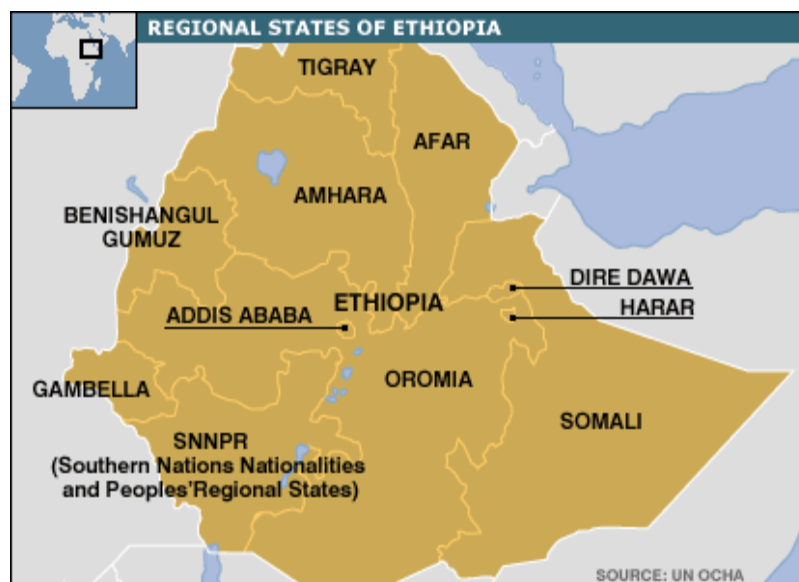 REGIONAL STATES OF ETHIOPIA
TIGRAY
AFAR
AMHARA
BENISHANGUL
GUMUZ
DIRE DAWA
ETHIOPIA
HARAR
ADDIS ABABA
OROMIA
GAMBELLA
SOMALI
SNNPR
(Southern Nations Nationalities
and Peoples'Regional States)
SOURCE: UN OCHA